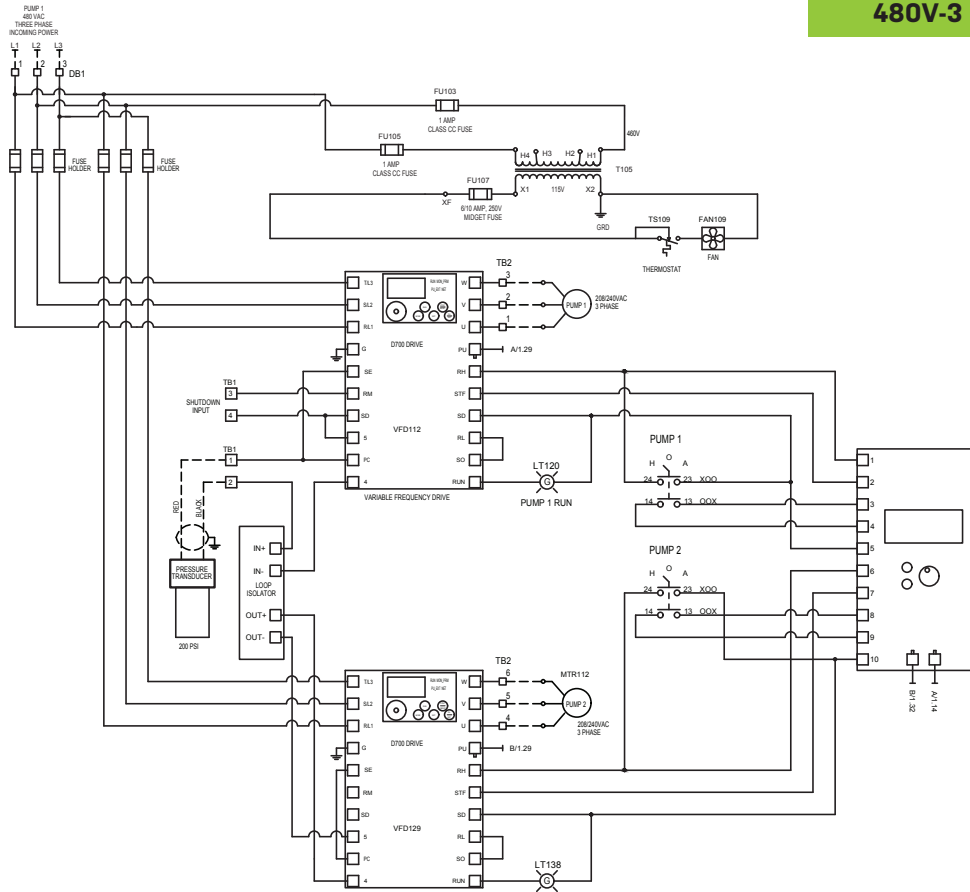 480V-3
PUMP 1
480 VAC
THREE PHASE
INCOMING POWER
L1 L2 L3
1 2 3 DB1
FU103
1 AMP
CLASS CC FUSE
460V
FU105
1 AMP
CLASS CC FUSE
H4 H3 H2 H1
T105
FUSE
HOLDER
FUSE
HOLDER
FU107
X1 115V X2
XF
6/10 AMP, 250V
MIDGET FUSE
GRD
TS109
FAN109
THERMOSTAT
FAN
TB2
T/L3
S/L2
R/L1
G
SE
RM
SD
5
PC
4
D700 DRIVE
VFD112
W
V
U
PU
RH
STF
SD
RL
SO
RUN
VARIABLE FREQUENCY DRIVE
3
2
1
PUMP 1
208/240VAC
3 PHASE
A/1.29
TB1
3
4
SHUTDOWN
INPUT
TB1
1
2
RED
BLACK
PRESSURE
TRANSDUCER
200 PSI
IN+
IN-
LOOP
ISOLATOR
OUT+
OUT-
LT120
G
PUMP 1 RUN
PUMP 1
H O A
24 23 XOO
14 13 OOX
PUMP 2
H O A
24 23 XOO
14 13 OOX
1
2
3
4
5
6
7
8
9
10
B/1.32
A/1.14
TB2
T/L3
S/L2
R/L1
G
SE
RM
SD
5
PC
4
D700 DRIVE
VFD129
W
V
U
PU
RH
STF
SD
RL
SO
RUN
6
5
4
MTR112
PUMP 2
208/240VAC
3 PHASE
B/1.29
LT138
G